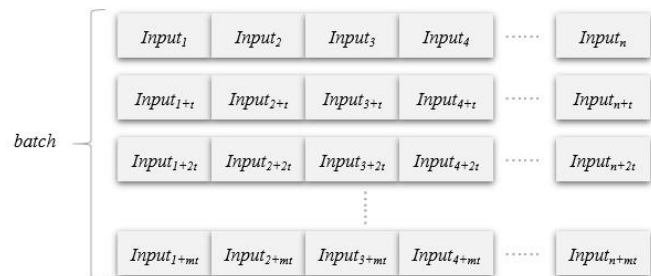 Input₁ Input₂ Input₃ Input₄ ...... Inputₙ
Input₁₊ₜ Input₂₊ₜ Input₃₊ₜ Input₄₊ₜ ...... Inputₙ₊ₜ
batch
Input₁₊₂ₜ Input₂₊₂ₜ Input₃₊₂ₜ Input₄₊₂ₜ ...... Inputₙ₊₂ₜ
Input₁₊ₘₜ Input₂₊ₘₜ Input₃₊ₘₜ Input₄₊ₘₜ ...... Inputₙ₊ₘₜ